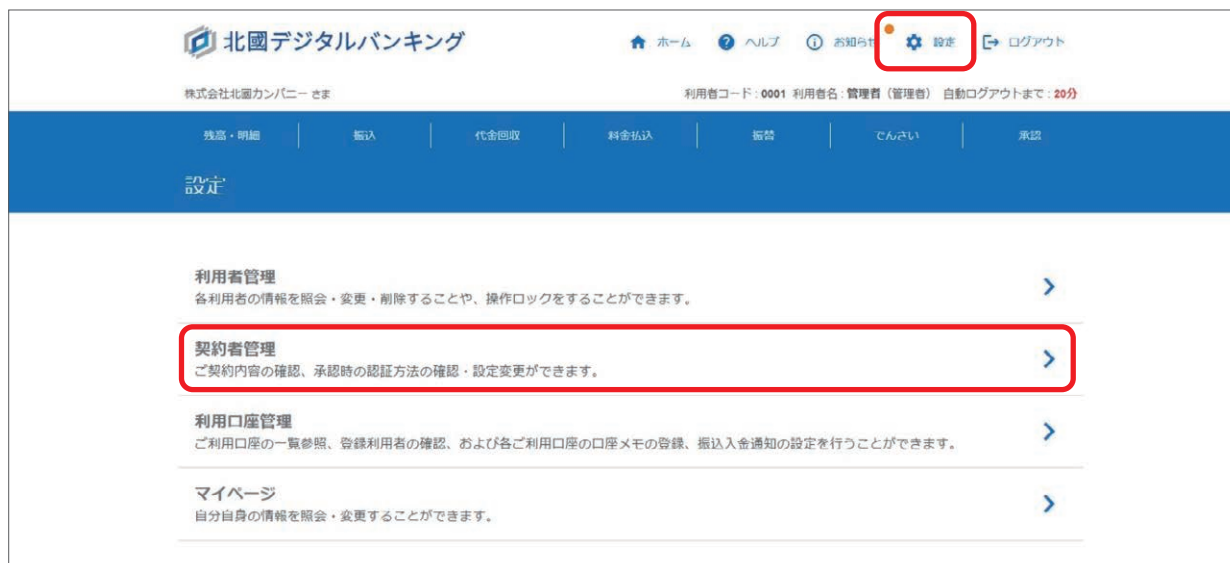 北國デジタルバンキング
ホーム ヘルプ お知らせ 設定 ログアウト
株式会社北國カンパニー さま 利用者コード：0001 利用者名：管理者（管理者） 自動ログアウトまで：20分
残高・明細 振込 代金回収 料金払込 振替 でんさい 承認
設定
利用者管理
各利用者の情報を照会・変更・削除することや、操作ロックをすることができます。
契約者管理
ご契約内容の確認、承認時の認証方法の確認・設定変更ができます。
利用口座管理
ご利用口座の一覧参照、登録利用者の確認、および各ご利用口座の口座メモの登録、振込入金通知の設定を行うことができます。
マイページ
自分自身の情報を照会・変更することができます。